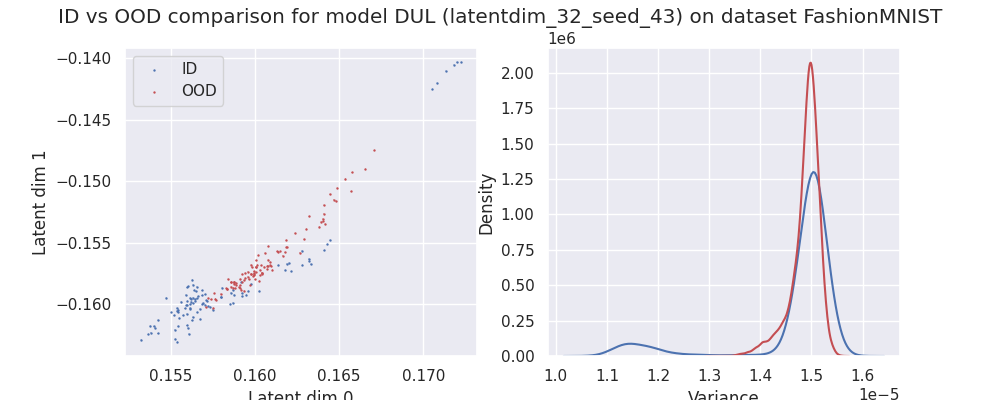 ID vs OOD comparison for model DUL (latentdim_32_seed_43) on dataset FashionMNIST
−0.140
−0.145
−0.150
−0.155
−0.160
Latent dim 1
ID
OOD
0.155 0.160 0.165 0.170
Latent dim 0
1e6
2.00
1.75
1.50
1.25
1.00
0.75
0.50
0.25
0.00
Density
1.0 1.1 1.2 1.3 1.4 1.5 1.6
1e−5
Variance